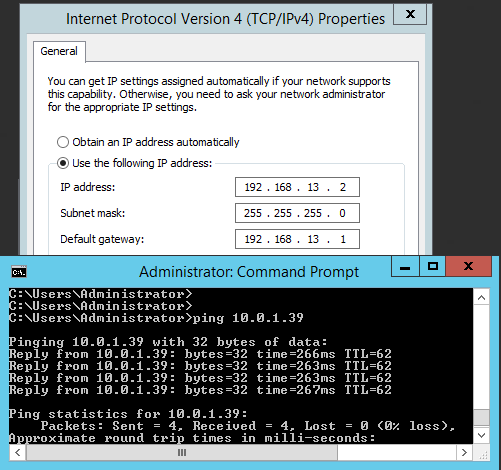 Internet Protocol Version 4 (TCP/IPv4) Properties
X
General
You can get IP settings assigned automatically if your network supports
this capability. Otherwise, you need to ask your network administrator
for the appropriate IP settings.
Obtain an IP address automatically
Use the following IP address:
IP address: 192 . 168 . 13 . 2
Subnet mask: 255 . 255 . 255 . 0
Default gateway: 192 . 168 . 13 . 1
C:\.
Administrator: Command Prompt
X
C:\Users\Administrator>
C:\Users\Administrator>
C:\Users\Administrator>ping 10.0.1.39
Pinging 10.0.1.39 with 32 bytes of data:
Reply from 10.0.1.39: bytes=32 time=266ms TTL=62
Reply from 10.0.1.39: bytes=32 time=263ms TTL=62
Reply from 10.0.1.39: bytes=32 time=263ms TTL=62
Reply from 10.0.1.39: bytes=32 time=267ms TTL=62
Ping statistics for 10.0.1.39:
Packets: Sent = 4, Received = 4, Lost = 0 (0% loss),
Approximate round trip times in milli-seconds: